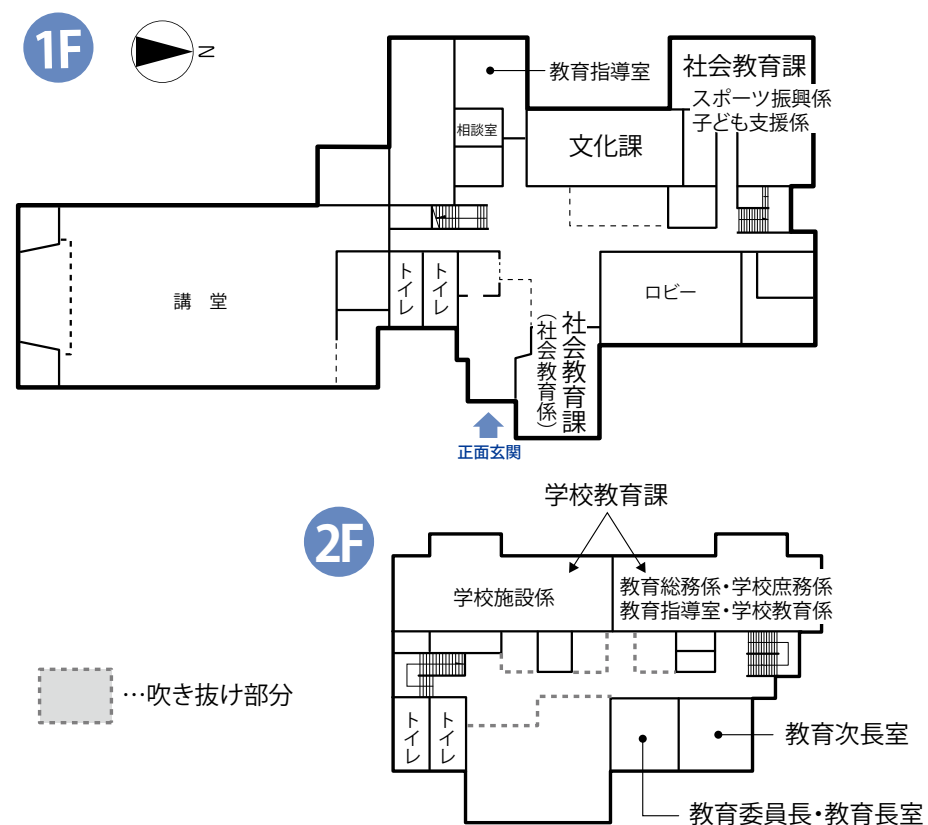 1F
N
教育指導室
社会教育課
スポーツ振興係
子ども支援係
相談室
文化課
トイレ
トイレ
講 堂
ロビー
社会教育課
(社会教育係)
正面玄関
学校教育課
2F
学校施設係
教育総務係・学校庶務係
教育指導室・学校教育係
…吹き抜け部分
トイレ
トイレ
教育次長室
教育委員長・教育長室